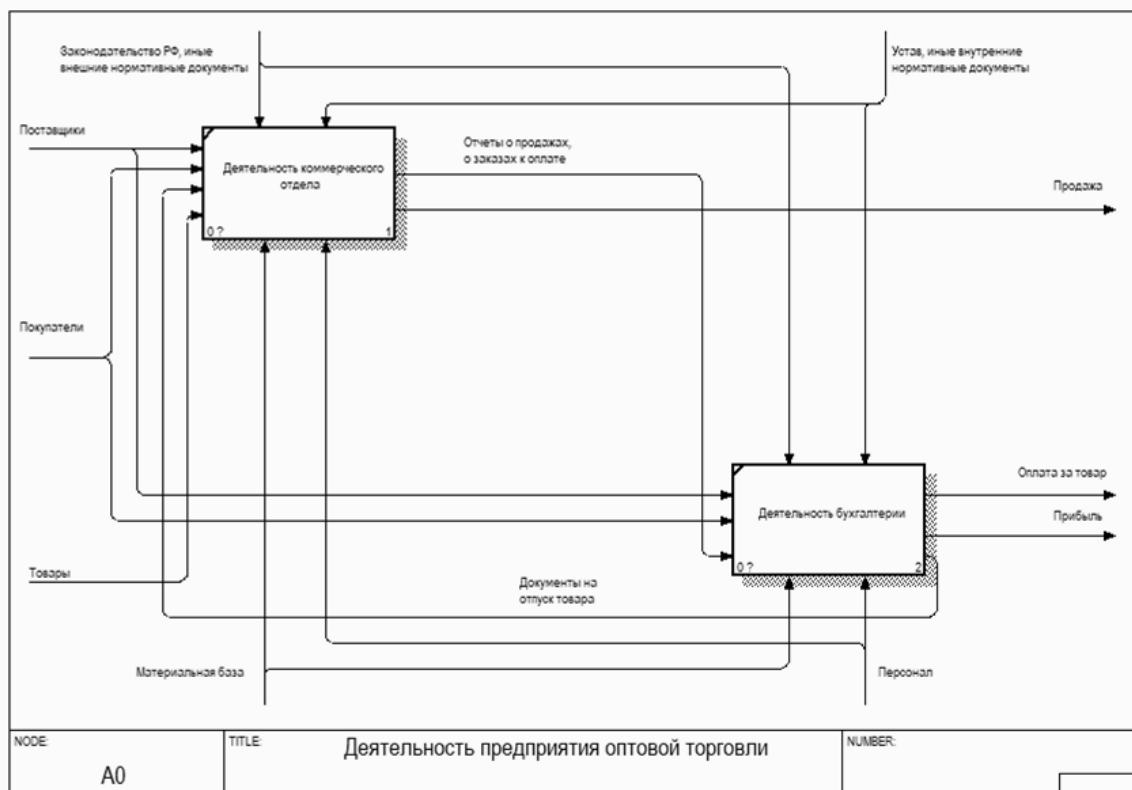 Законодательство РФ, иные
внешние нормативные документы
Устав, иные внутренние
нормативные документы
Поставщики
Отчеты о продажах,
о заказах к оплате
Деятельность коммерческого
отдела
Продажа
0 ?
1
Покупатели
Оплата за товар
Деятельность бухгалтерии
Прибыль
0 ?
2
Товары
Документы на
отпуск товара
Материальная база
Персонал
NODE:
TITLE:
Деятельность предприятия оптовой торговли
NUMBER:
A0